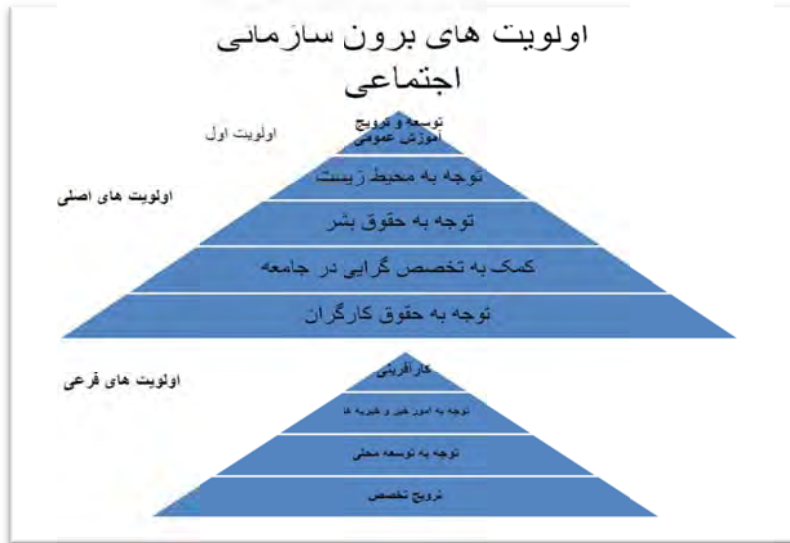 اولویت های برون سازمانی
اجتماعی
اولویت اول
توسعه و ترویج
آموزش عمومی
توجه به محیط زیست
اولویت های اصلی
توجه به حقوق بشر
کمک به تخصص گرایی در جامعه
توجه به حقوق کارگران
اولویت های فرعی
کارآفرینی
توجه به امور خیر و خیریه ها
توجه به توسعه محلی
ترویج تخصص